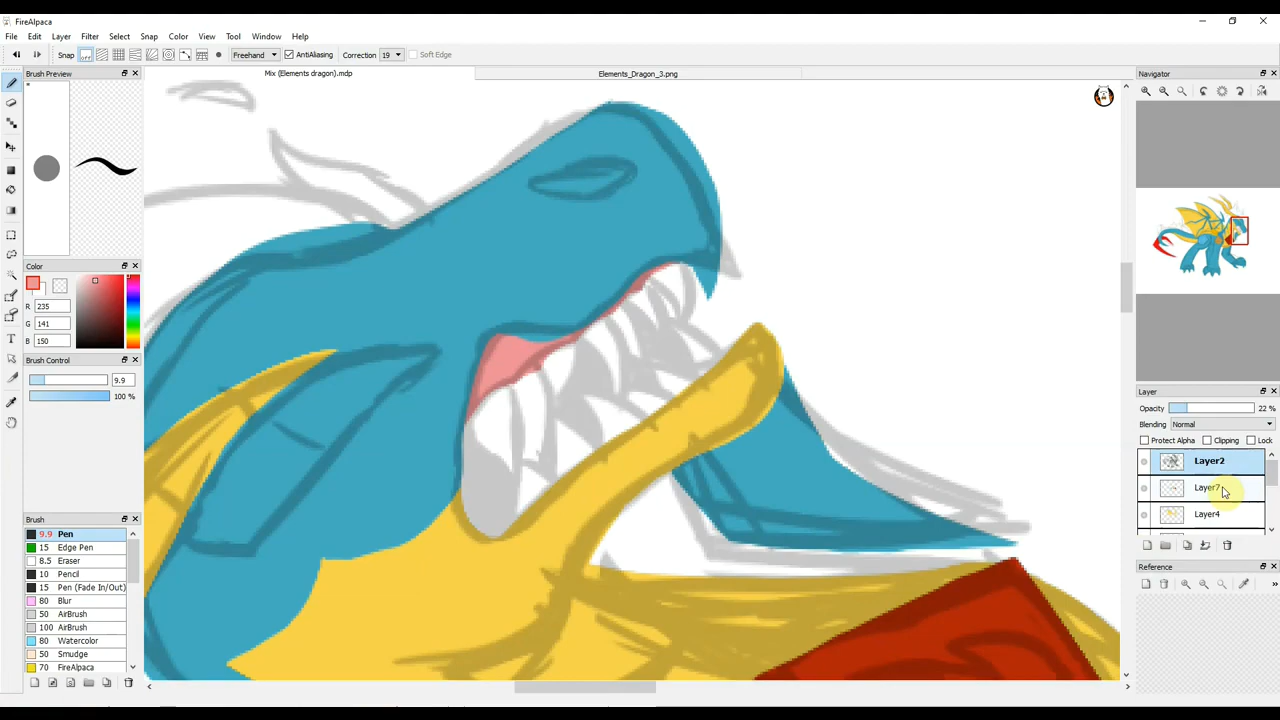 FireAlpaca
File Edit Layer Filter Select Snap Color View Tool Window Help
Snap off Freehand AntiAliasing Correction 19 Soft Edge
Brush Preview
Mix (Elements dragon).mdp
Elements_Dragon_3.png
Navigator
Color
R 235
G 141
B 150
Brush Control
9.9
100 %
Brush
9.9 Pen
15 Edge Pen
8.5 Eraser
10 Pencil
15 Pen (Fade In/Out)
80 Blur
50 AirBrush
100 AirBrush
80 Watercolor
50 Smudge
70 FireAlpaca
Layer
Opacity 22 %
Blending Normal
Protect Alpha Clipping Lock
Layer2
Layer7
Layer4
Reference